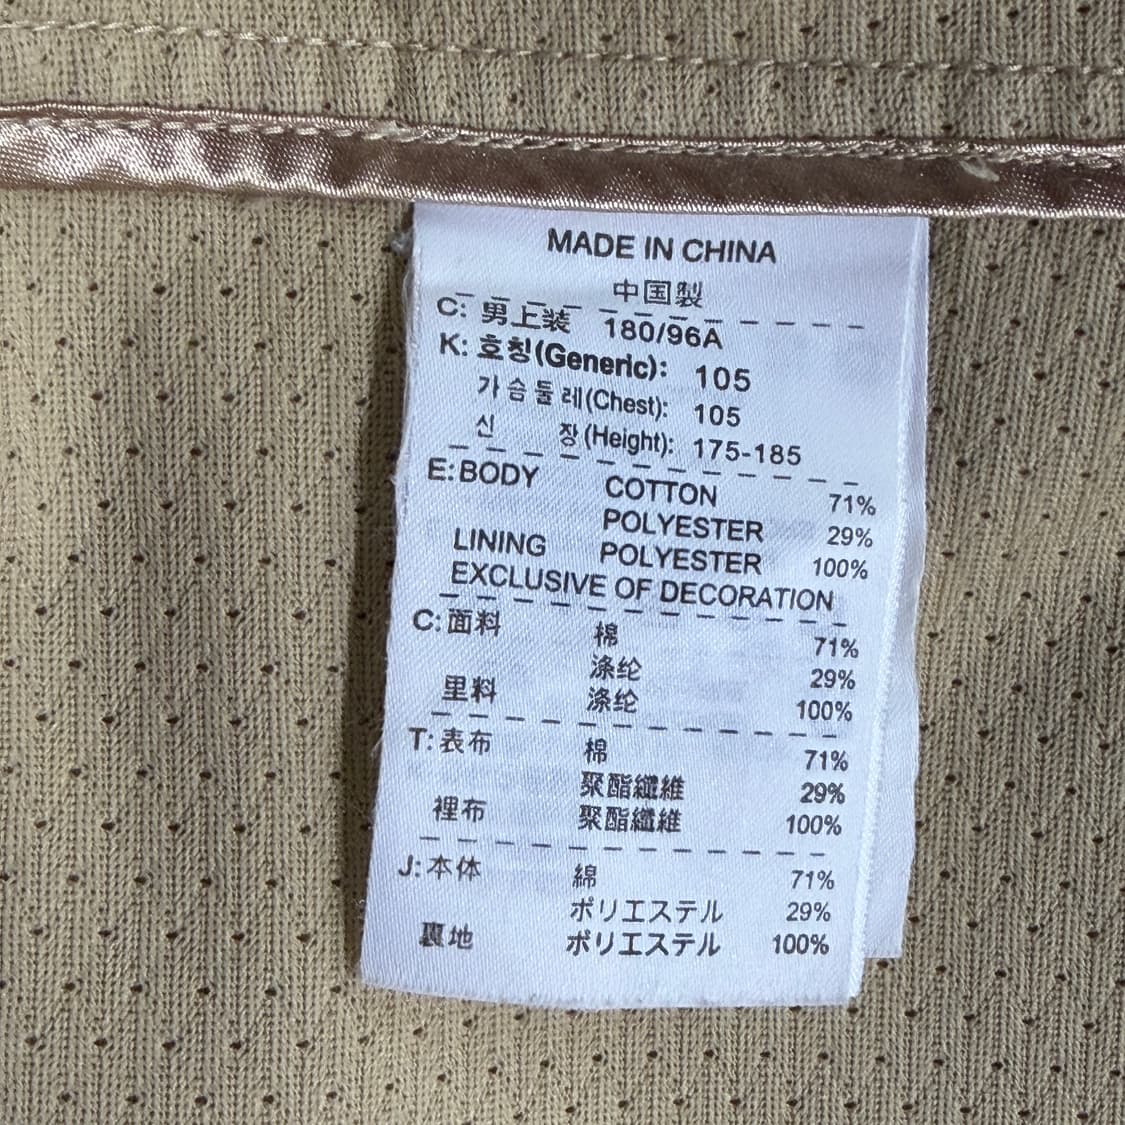 MADE IN CHINA
中国製
C: 男上装 180/96A
K: 호칭(Generic): 105
가슴둘레(Chest): 105
신 장(Height): 175-185
E: BODY COTTON 71%
POLYESTER 29%
LINING POLYESTER 100%
EXCLUSIVE OF DECORATION
C: 面料 棉 71%
涤纶 29%
里料 涤纶 100%
T: 表布 棉 71%
聚酯纖維 29%
裡布 聚酯纖維 100%
J: 本体 綿 71%
ポリエステル 29%
裏地 ポリエステル 100%